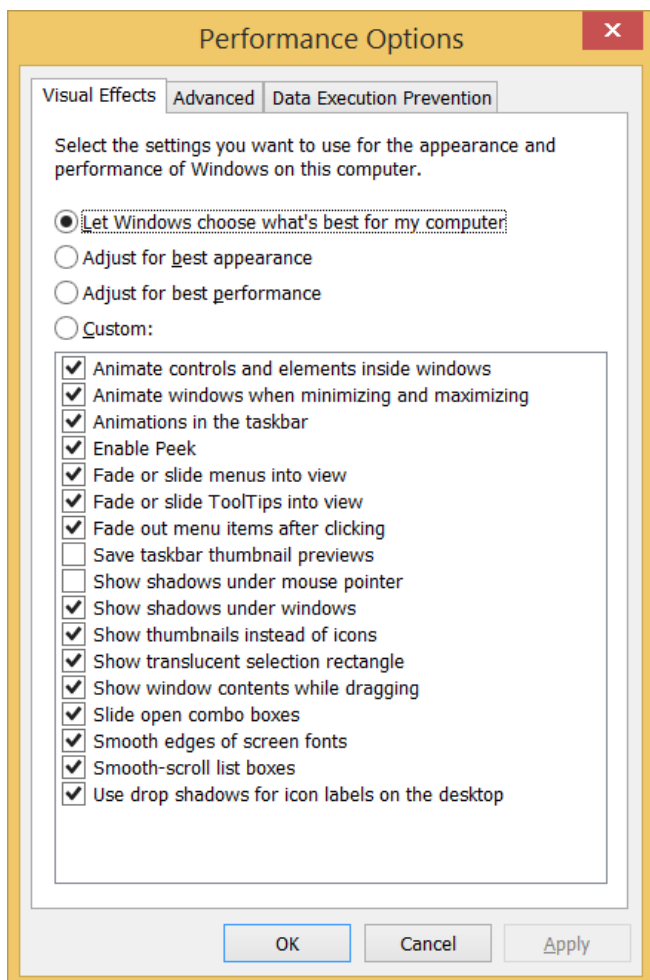 Performance Options
Visual Effects
Advanced
Data Execution Prevention
Select the settings you want to use for the appearance and
performance of Windows on this computer.
Let Windows choose what's best for my computer
Adjust for best appearance
Adjust for best performance
Custom:
Animate controls and elements inside windows
Animate windows when minimizing and maximizing
Animations in the taskbar
Enable Peek
Fade or slide menus into view
Fade or slide ToolTips into view
Fade out menu items after clicking
Save taskbar thumbnail previews
Show shadows under mouse pointer
Show shadows under windows
Show thumbnails instead of icons
Show translucent selection rectangle
Show window contents while dragging
Slide open combo boxes
Smooth edges of screen fonts
Smooth-scroll list boxes
Use drop shadows for icon labels on the desktop
OK
Cancel
Apply